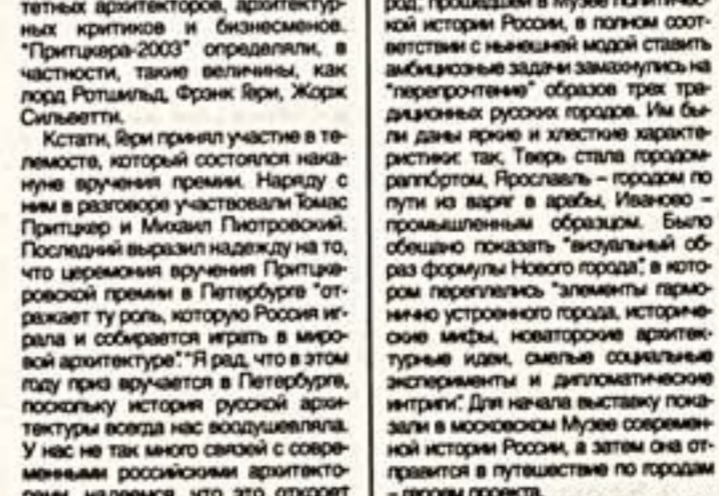 тетных архитекторов, архитектур-
ных критиков и бизнесменов.
"Притцкера-2003" определяли, в
частности, такие величины, как
лорд Ротшильд, Фрэнк Гери, Жорж
Сильветти.
Кстати, Гери принял участие в те-
лемосте, который состоялся нака-
нуне вручения премии. Наряду с
ним в разговоре участвовали Томас
Притцкер и Михаил Пиотровский.
Последний выразил надежду на то,
что церемония вручения Притцке-
ровской премии в Петербурге "от-
ражает ту роль, которую Россия иг-
рала и собирается играть в миро-
вой архитектуре". "Я рад, что в этом
году приз вручается в Петербурге,
поскольку история русской архи-
тектуры всегда нас воодушевляла.
У нас не так много связей с совре-
менными российскими архитекто-
рами, надеемся, что это откроет
род, прошедшей в Музее политичес-
кой истории России, в полном соот-
ветствии с нынешней модой ставить
амбициозные задачи замахнулись на
"перепрочтение" образов трех тра-
диционных русских городов. Им бы-
ли даны яркие и хлесткие характе-
ристики: так, Тверь стала городом-
раппортом, Ярославль – городом по
пути из варяг в арабы, Иваново –
промышленным образцом. Было
обещано показать "визуальный об-
раз формулы Нового города", в кото-
ром переплелись "элементы гармо-
нично устроенного города, историче-
ские мифы, новаторские архитек-
турные идеи, смелые социальные
эксперименты и дипломатические
интриги". Для начала выставку пока-
зали в московском Музее современ-
ной истории России, а затем она от-
правится в путешествие по городам
– героям проекта.